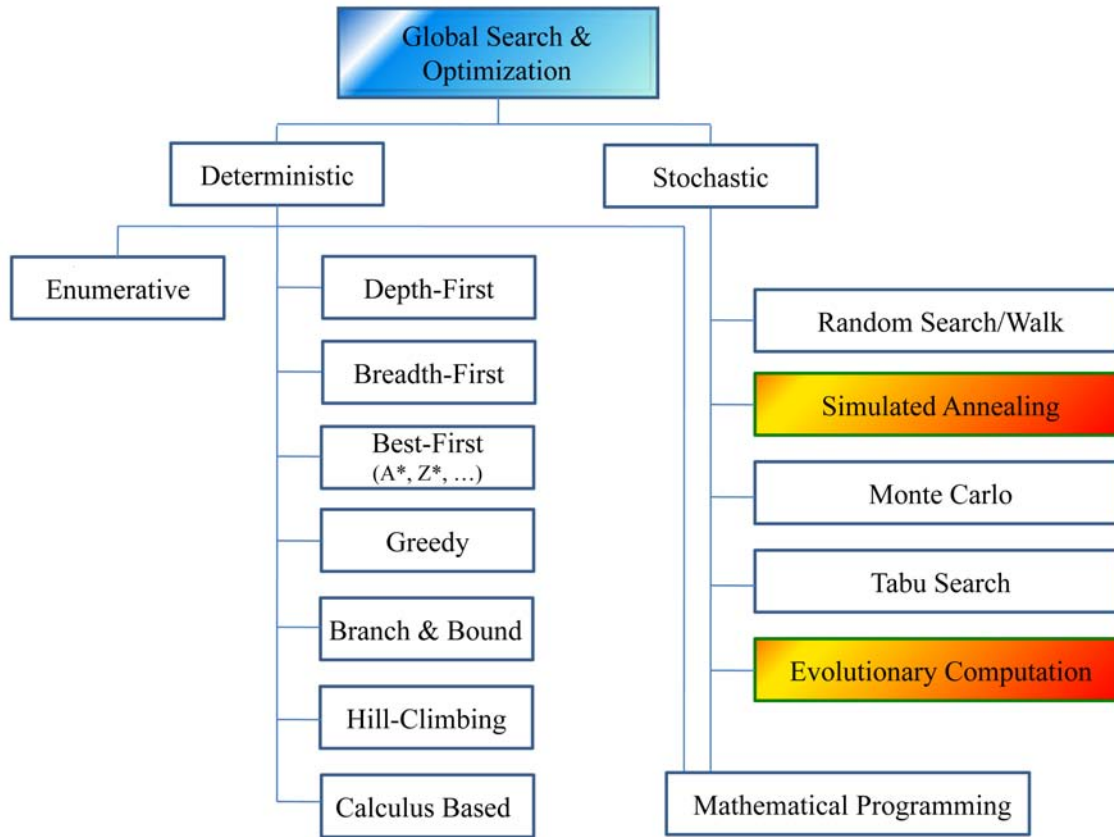 Global Search &
Optimization
Deterministic
Stochastic
Enumerative
Depth-First
Breadth-First
Best-First
(A*, Z*, …)
Greedy
Branch & Bound
Hill-Climbing
Calculus Based
Random Search/Walk
Simulated Annealing
Monte Carlo
Tabu Search
Evolutionary Computation
Mathematical Programming